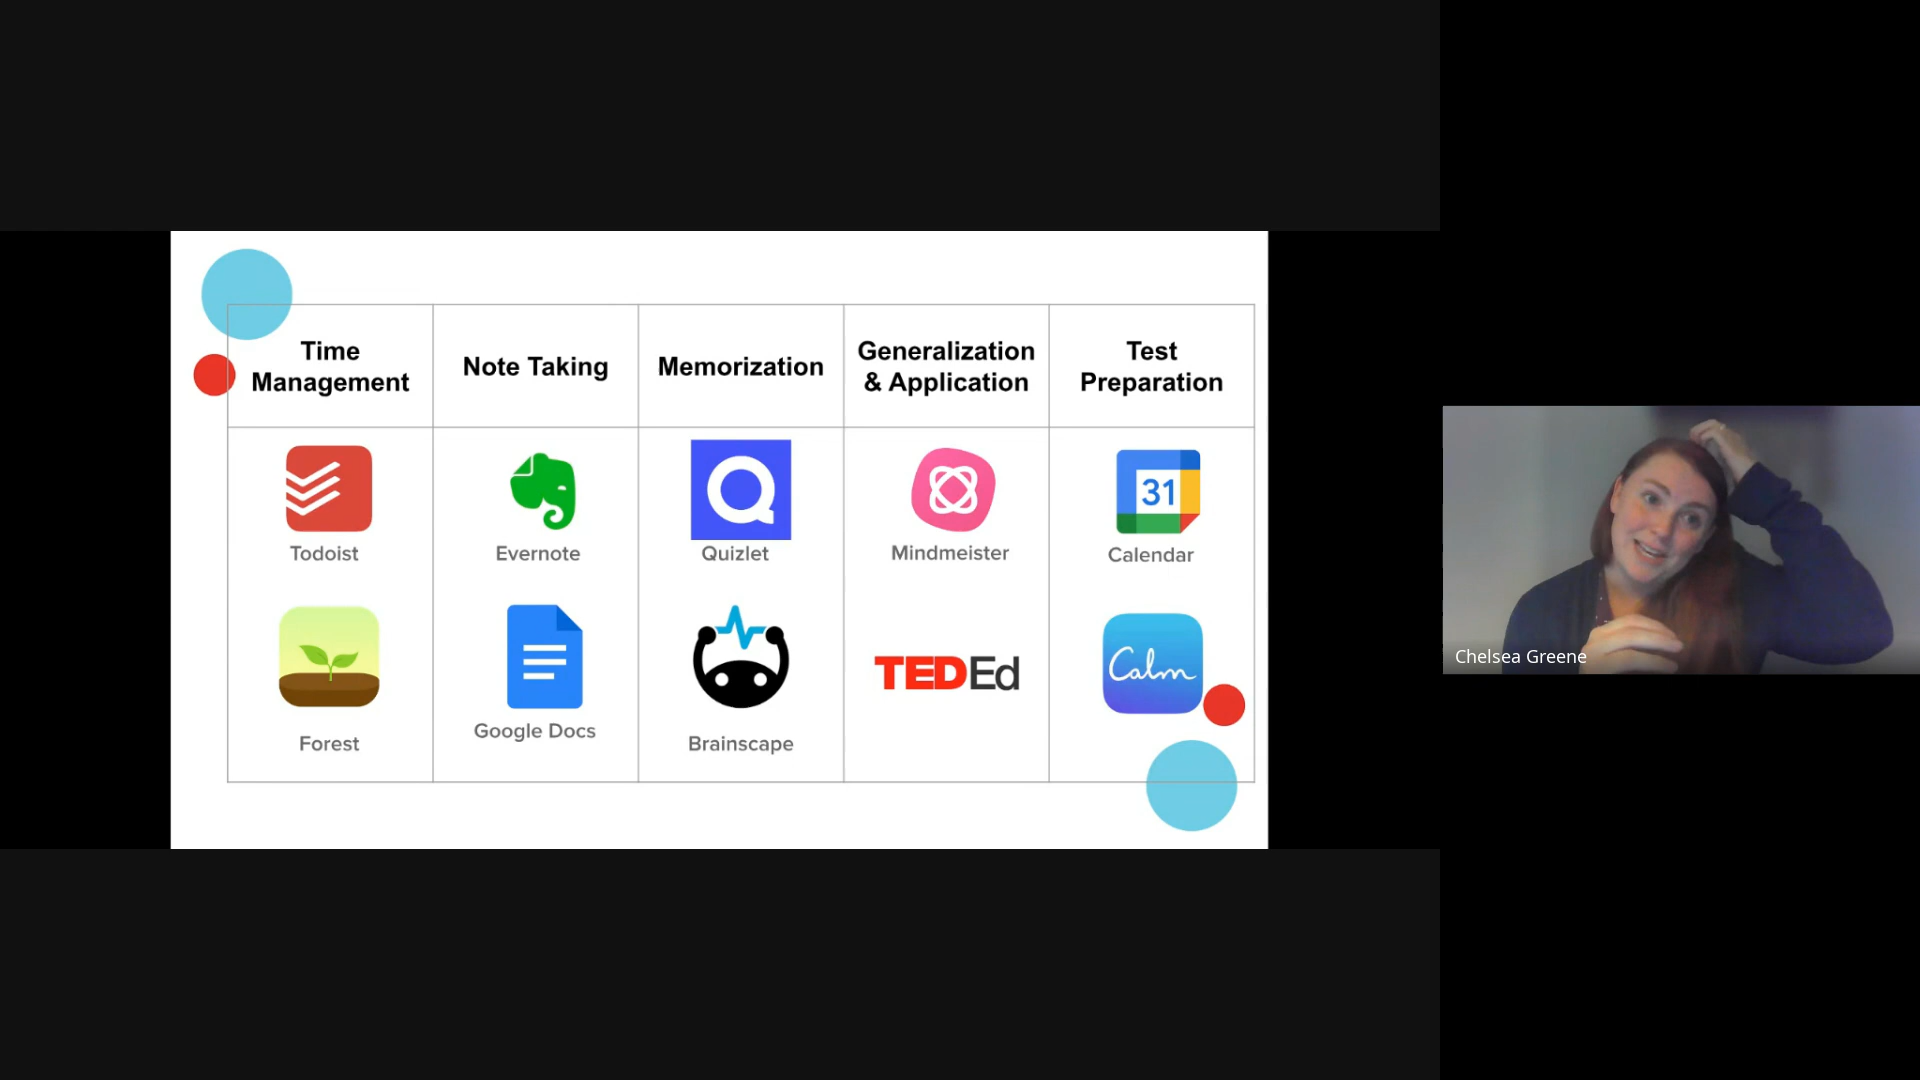 Time
Management
Note Taking
Memorization
Generalization
& Application
Test
Preparation
Todoist
Evernote
Quizlet
Mindmeister
31
Calendar
Forest
Google Docs
Brainscape
TEDEd
Calm
Chelsea Greene